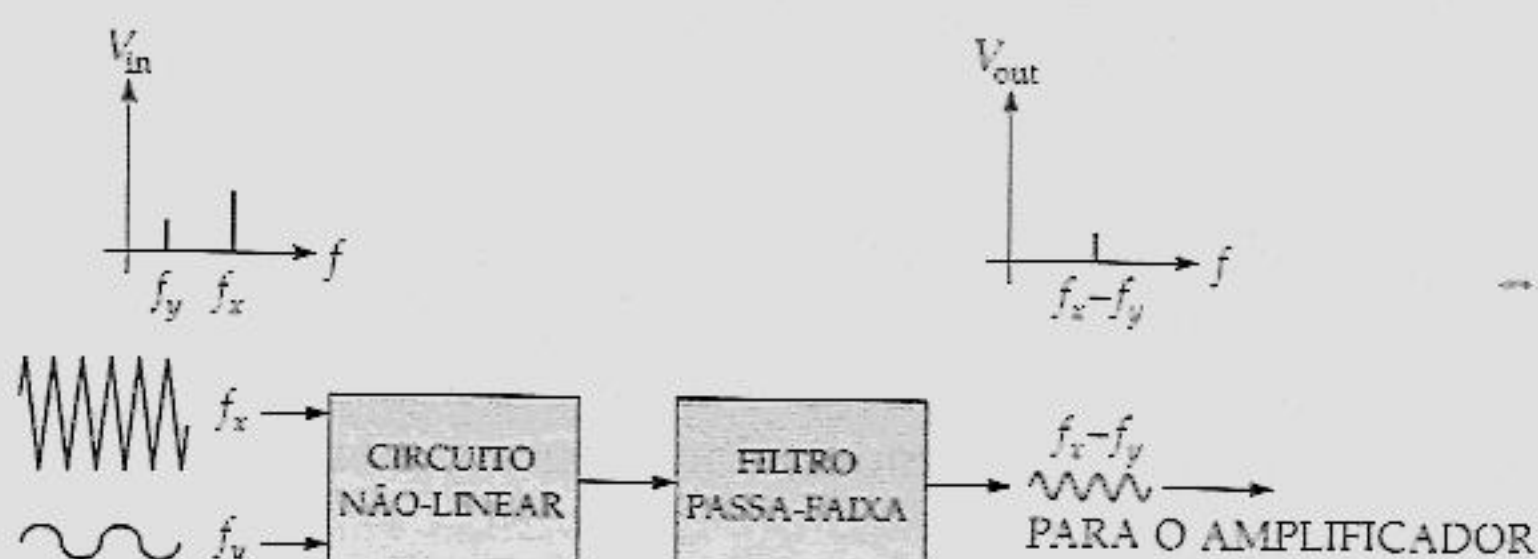 V_in
V_out
f
f
f_y f_x
f_x–f_y
f_x
CIRCUITO
NÃO-LINEAR
FILTRO
PASSA-FAIXA
f_x–f_y
f_y
PARA O AMPLIFICADOR